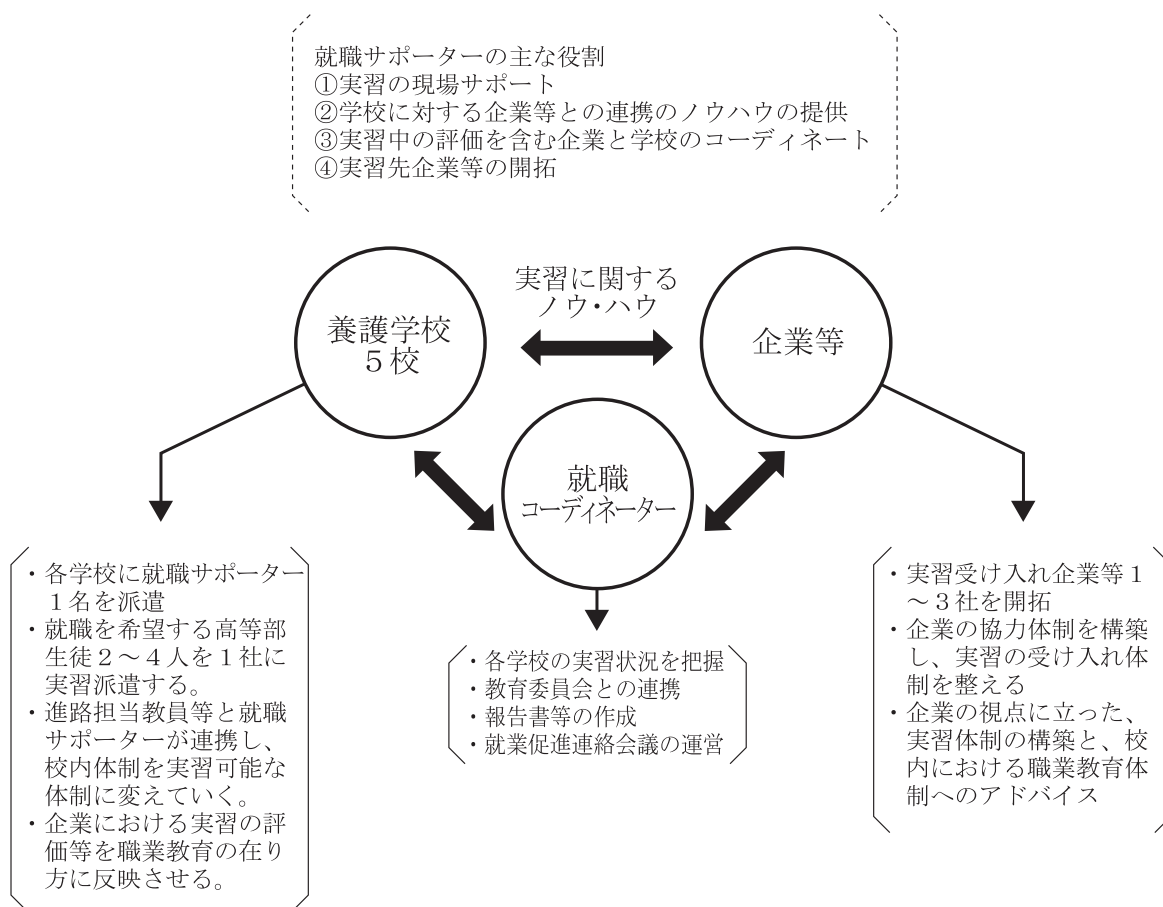 就職サポーターの主な役割
①実習の現場サポート
②学校に対する企業等との連携のノウハウの提供
③実習中の評価を含む企業と学校のコーディネート
④実習先企業等の開拓
実習に関する
ノウ・ハウ
養護学校
５校
企業等
就職
コーディネーター
・各学校に就職サポーター
１名を派遣
・就職を希望する高等部
生徒２～４人を１社に
実習派遣する。
・進路担当教員等と就職
サポーターが連携し、
校内体制を実習可能な
体制に変えていく。
・企業における実習の評
価等を職業教育の在り
方に反映させる。
・各学校の実習状況を把握
・教育委員会との連携
・報告書等の作成
・就業促進連絡会議の運営
・実習受け入れ企業等１
～３社を開拓
・企業の協力体制を構築
し、実習の受け入れ体
制を整える
・企業の視点に立った、
実習体制の構築と、校
内における職業教育体
制へのアドバイス